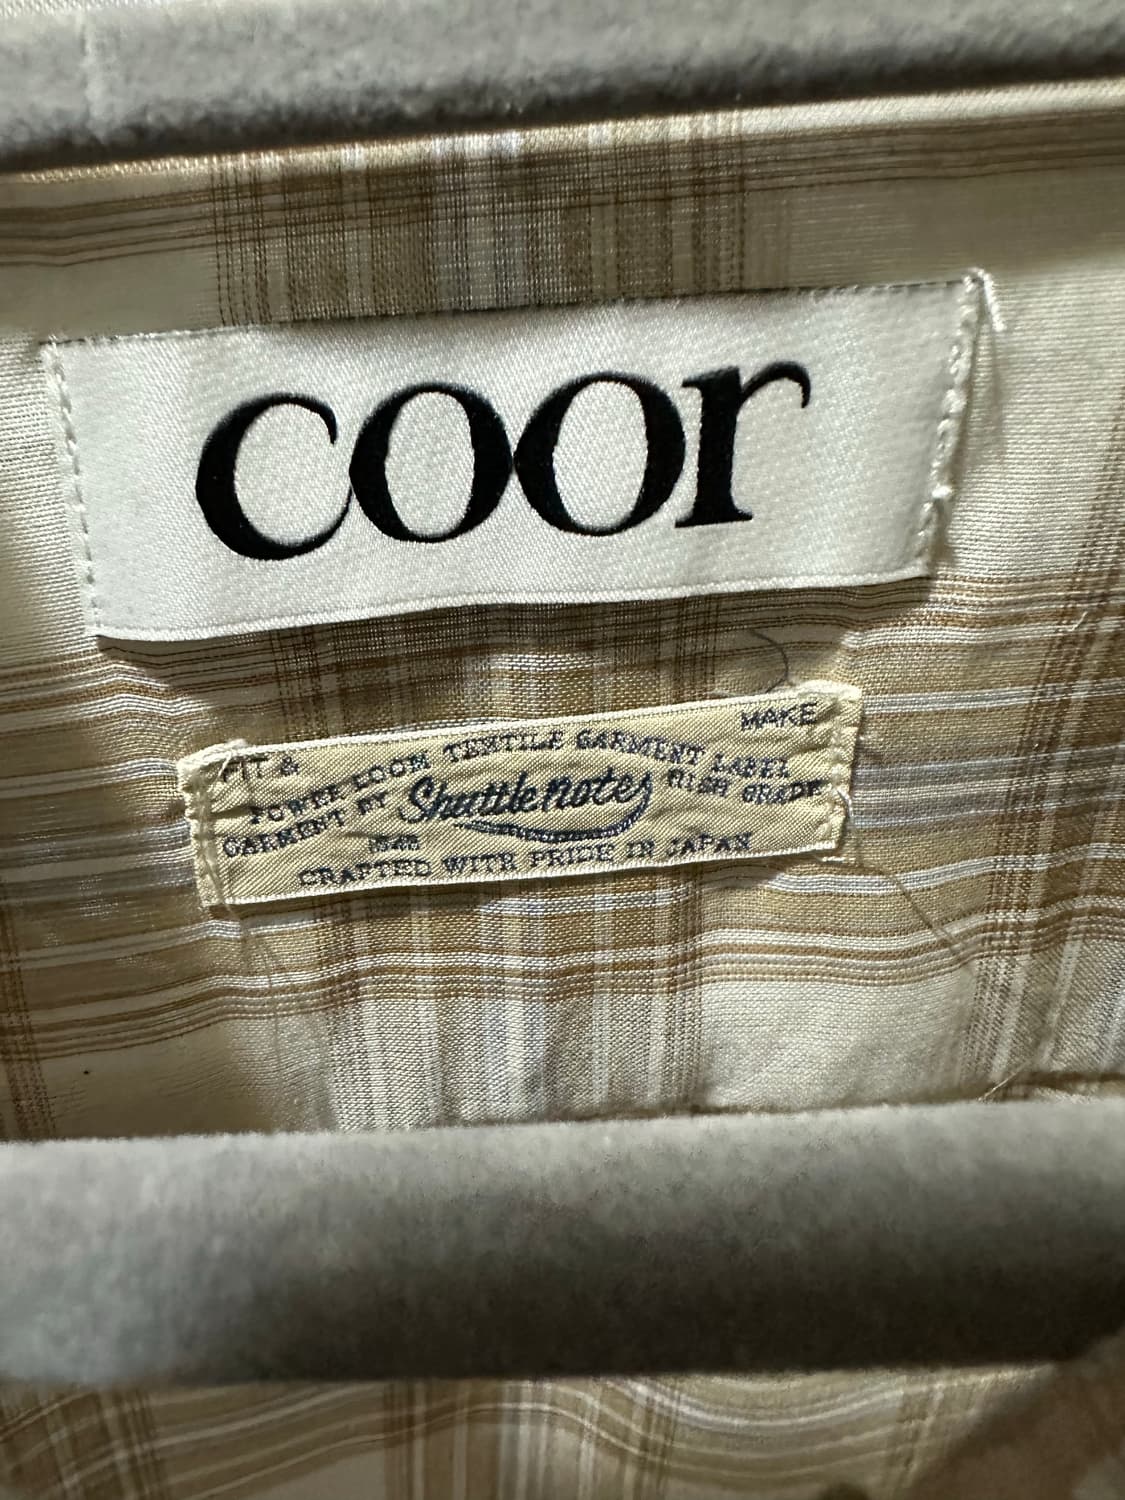 coor
FIT & MAKE
POWER LOOM TEXTILE GARMENT LABEL
GARMENT BY Shuttlenotes HIGH GRADE
CRAFTED WITH PRIDE IN JAPAN